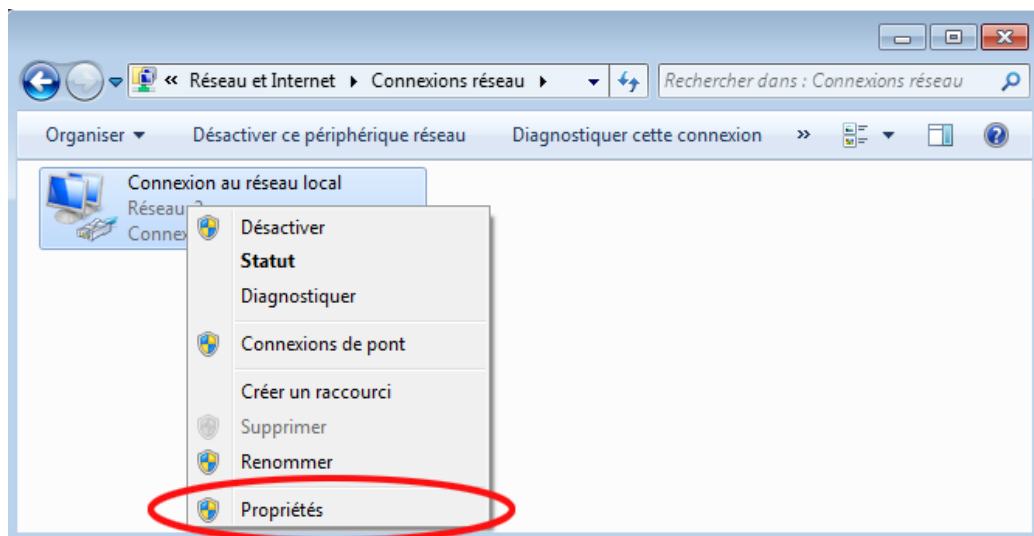 « Réseau et Internet ▸ Connexions réseau ▸
Rechercher dans : Connexions réseau
Organiser Désactiver ce périphérique réseau Diagnostiquer cette connexion »
Connexion au réseau local
Réseau
Désactiver
Statut
Diagnostiquer
Connexions de pont
Créer un raccourci
Supprimer
Renommer
Propriétés